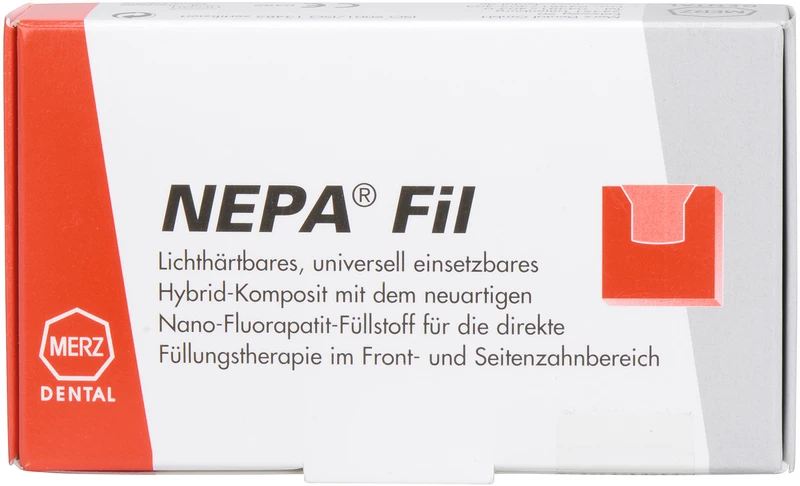 NEPA® Fil
Lichthärtbares, universell einsetzbares
Hybrid-Komposit mit dem neuartigen
Nano-Fluorapatit-Füllstoff für die direkte
Füllungstherapie im Front- und Seitenzahnbereich
MERZ
DENTAL